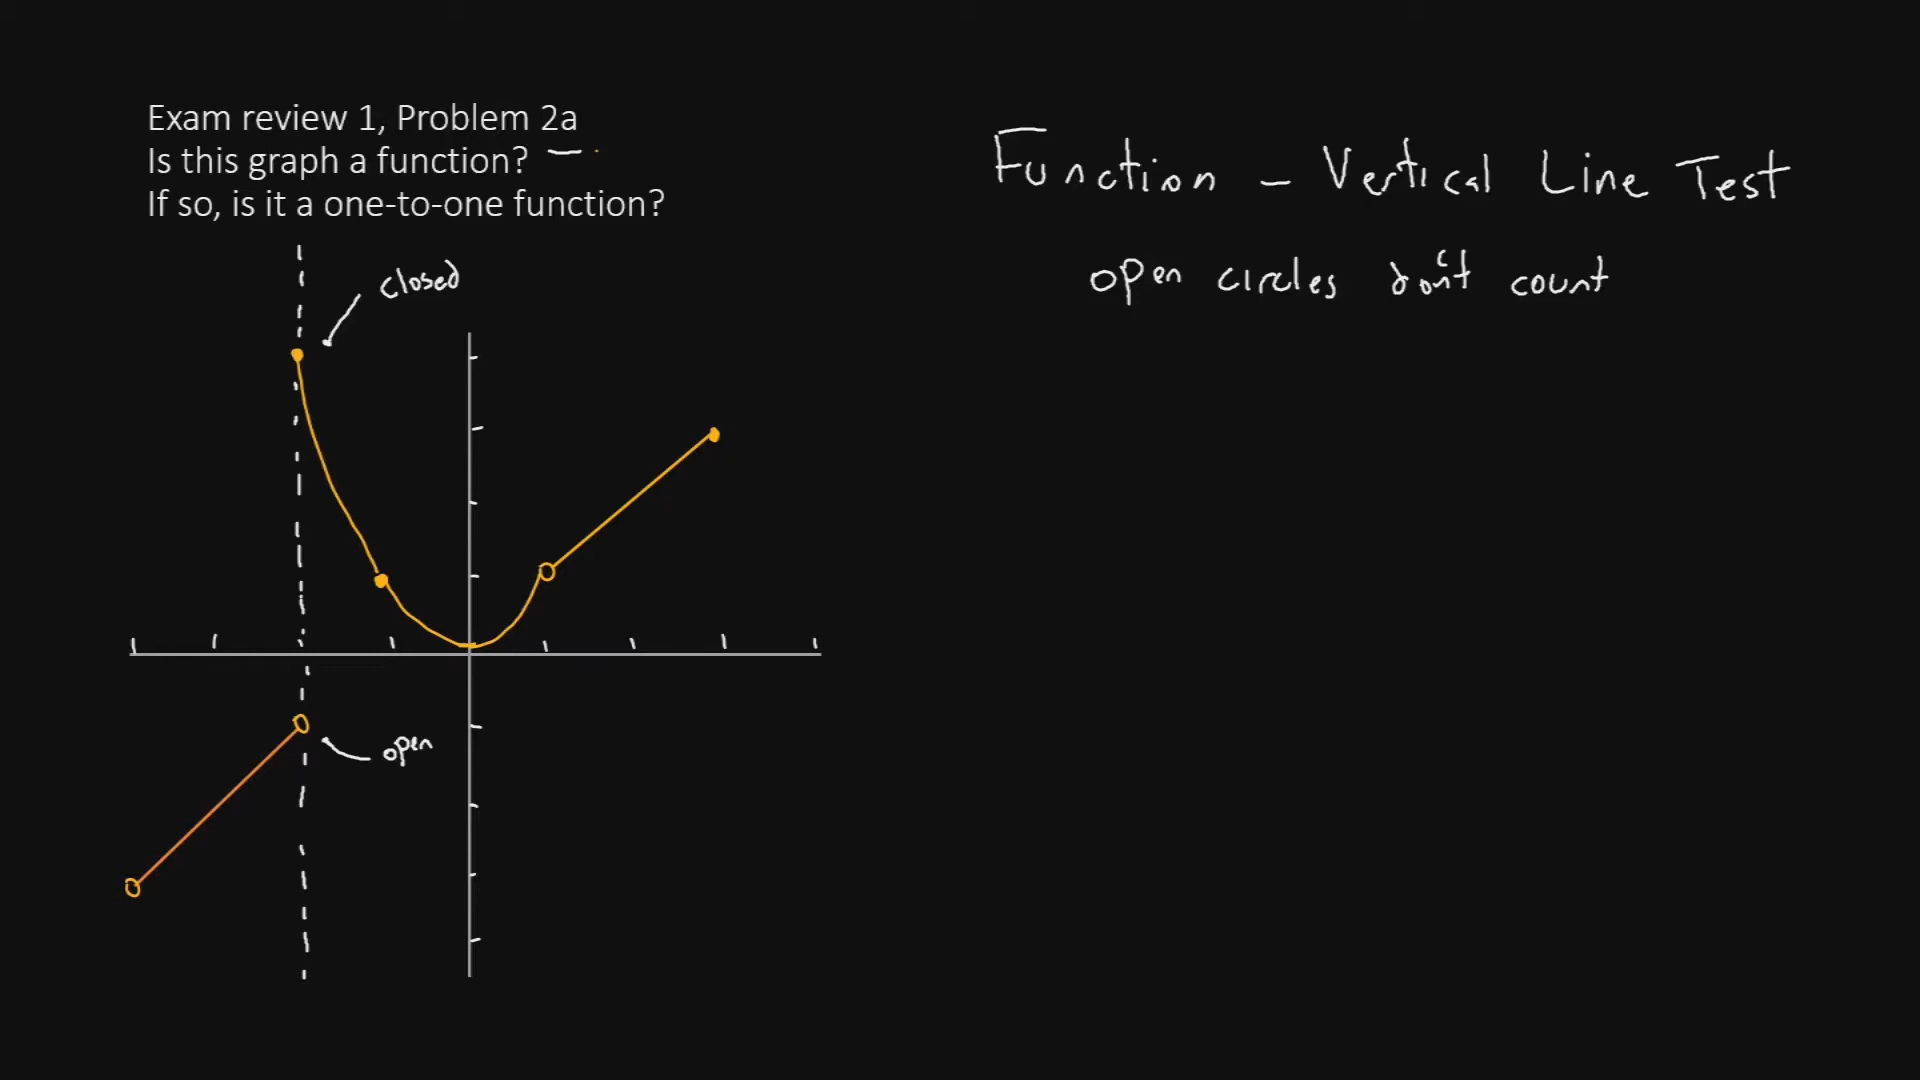 Exam review 1, Problem 2a
Is this graph a function? –
If so, is it a one-to-one function?
Function - Vertical Line Test
open circles don't count
closed
open